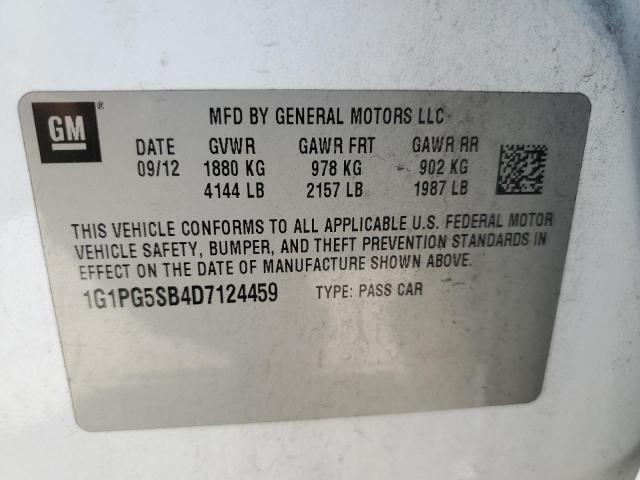 GM
MFD BY GENERAL MOTORS LLC
DATE GVWR GAWR FRT GAWR RR
09/12 1880 KG 978 KG 902 KG
4144 LB 2157 LB 1987 LB
THIS VEHICLE CONFORMS TO ALL APPLICABLE U.S. FEDERAL MOTOR
VEHICLE SAFETY, BUMPER, AND THEFT PREVENTION STANDARDS IN
EFFECT ON THE DATE OF MANUFACTURE SHOWN ABOVE.
1G1PG5SB4D7124459 TYPE: PASS CAR